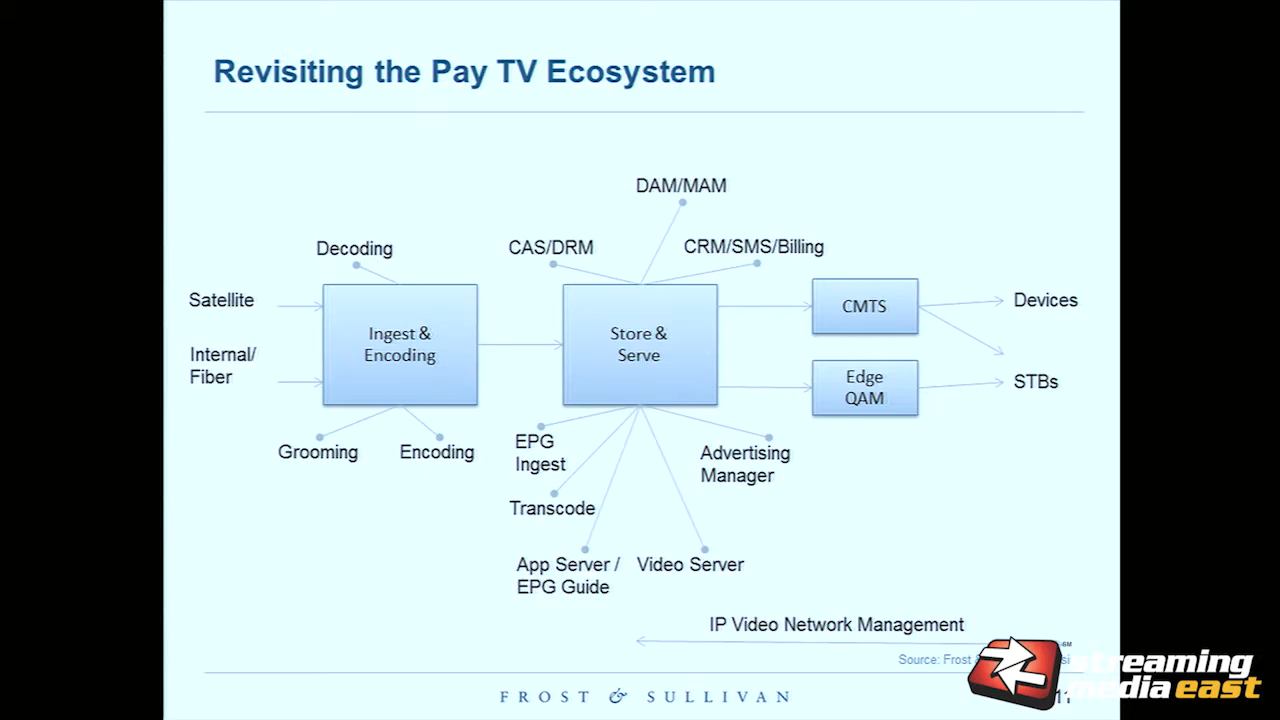 Revisiting the Pay TV Ecosystem
DAM/MAM
Decoding
CAS/DRM
CRM/SMS/Billing
Satellite
Internal/
Fiber
Ingest &
Encoding
Store &
Serve
CMTS
Edge
QAM
Devices
STBs
Grooming
Encoding
EPG
Ingest
Transcode
App Server /
EPG Guide
Video Server
Advertising
Manager
IP Video Network Management
Source: Frost
FROST & SULLIVAN
11
streaming
media east